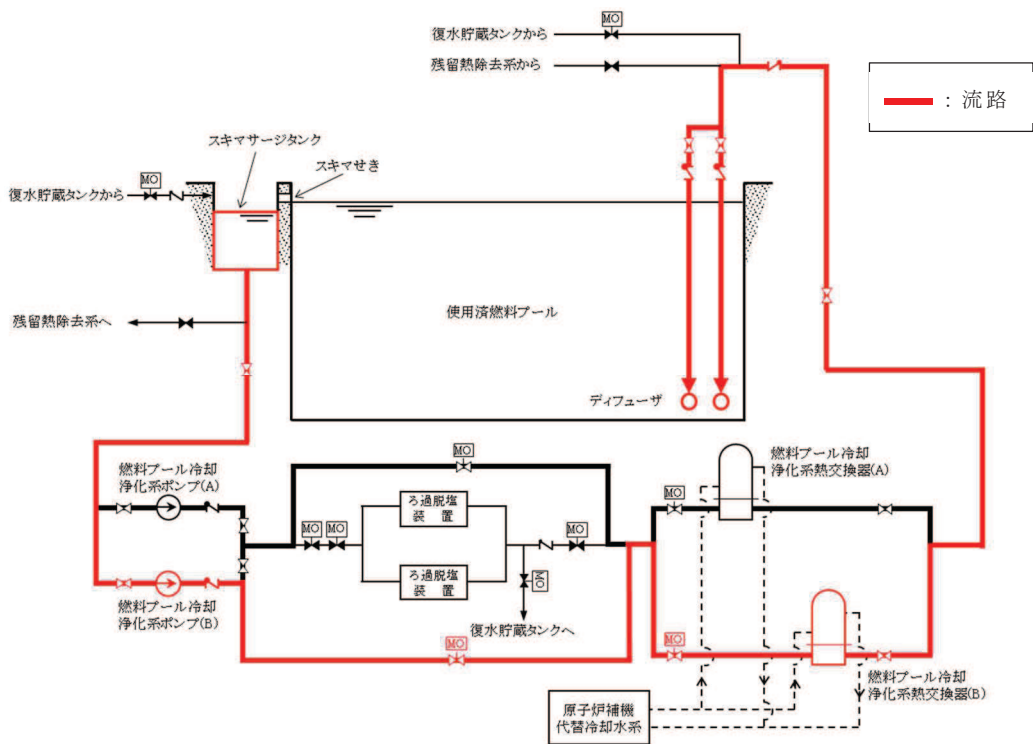 復水貯蔵タンクから
MO
残留熱除去系から
: 流路
スキマサージタンク
スキマせき
復水貯蔵タンクから
MO
残留熱除去系へ
使用済燃料プール
ディフューザ
燃料プール冷却
浄化系ポンプ(A)
MO
ろ過脱塩
装 置
MO
MO
MO
ろ過脱塩
装 置
MO
復水貯蔵タンクへ
燃料プール冷却
浄化系ポンプ(B)
MO
燃料プール冷却
浄化系熱交換器(A)
MO
MO
燃料プール冷却
浄化系熱交換器(B)
原子炉補機
代替冷却水系